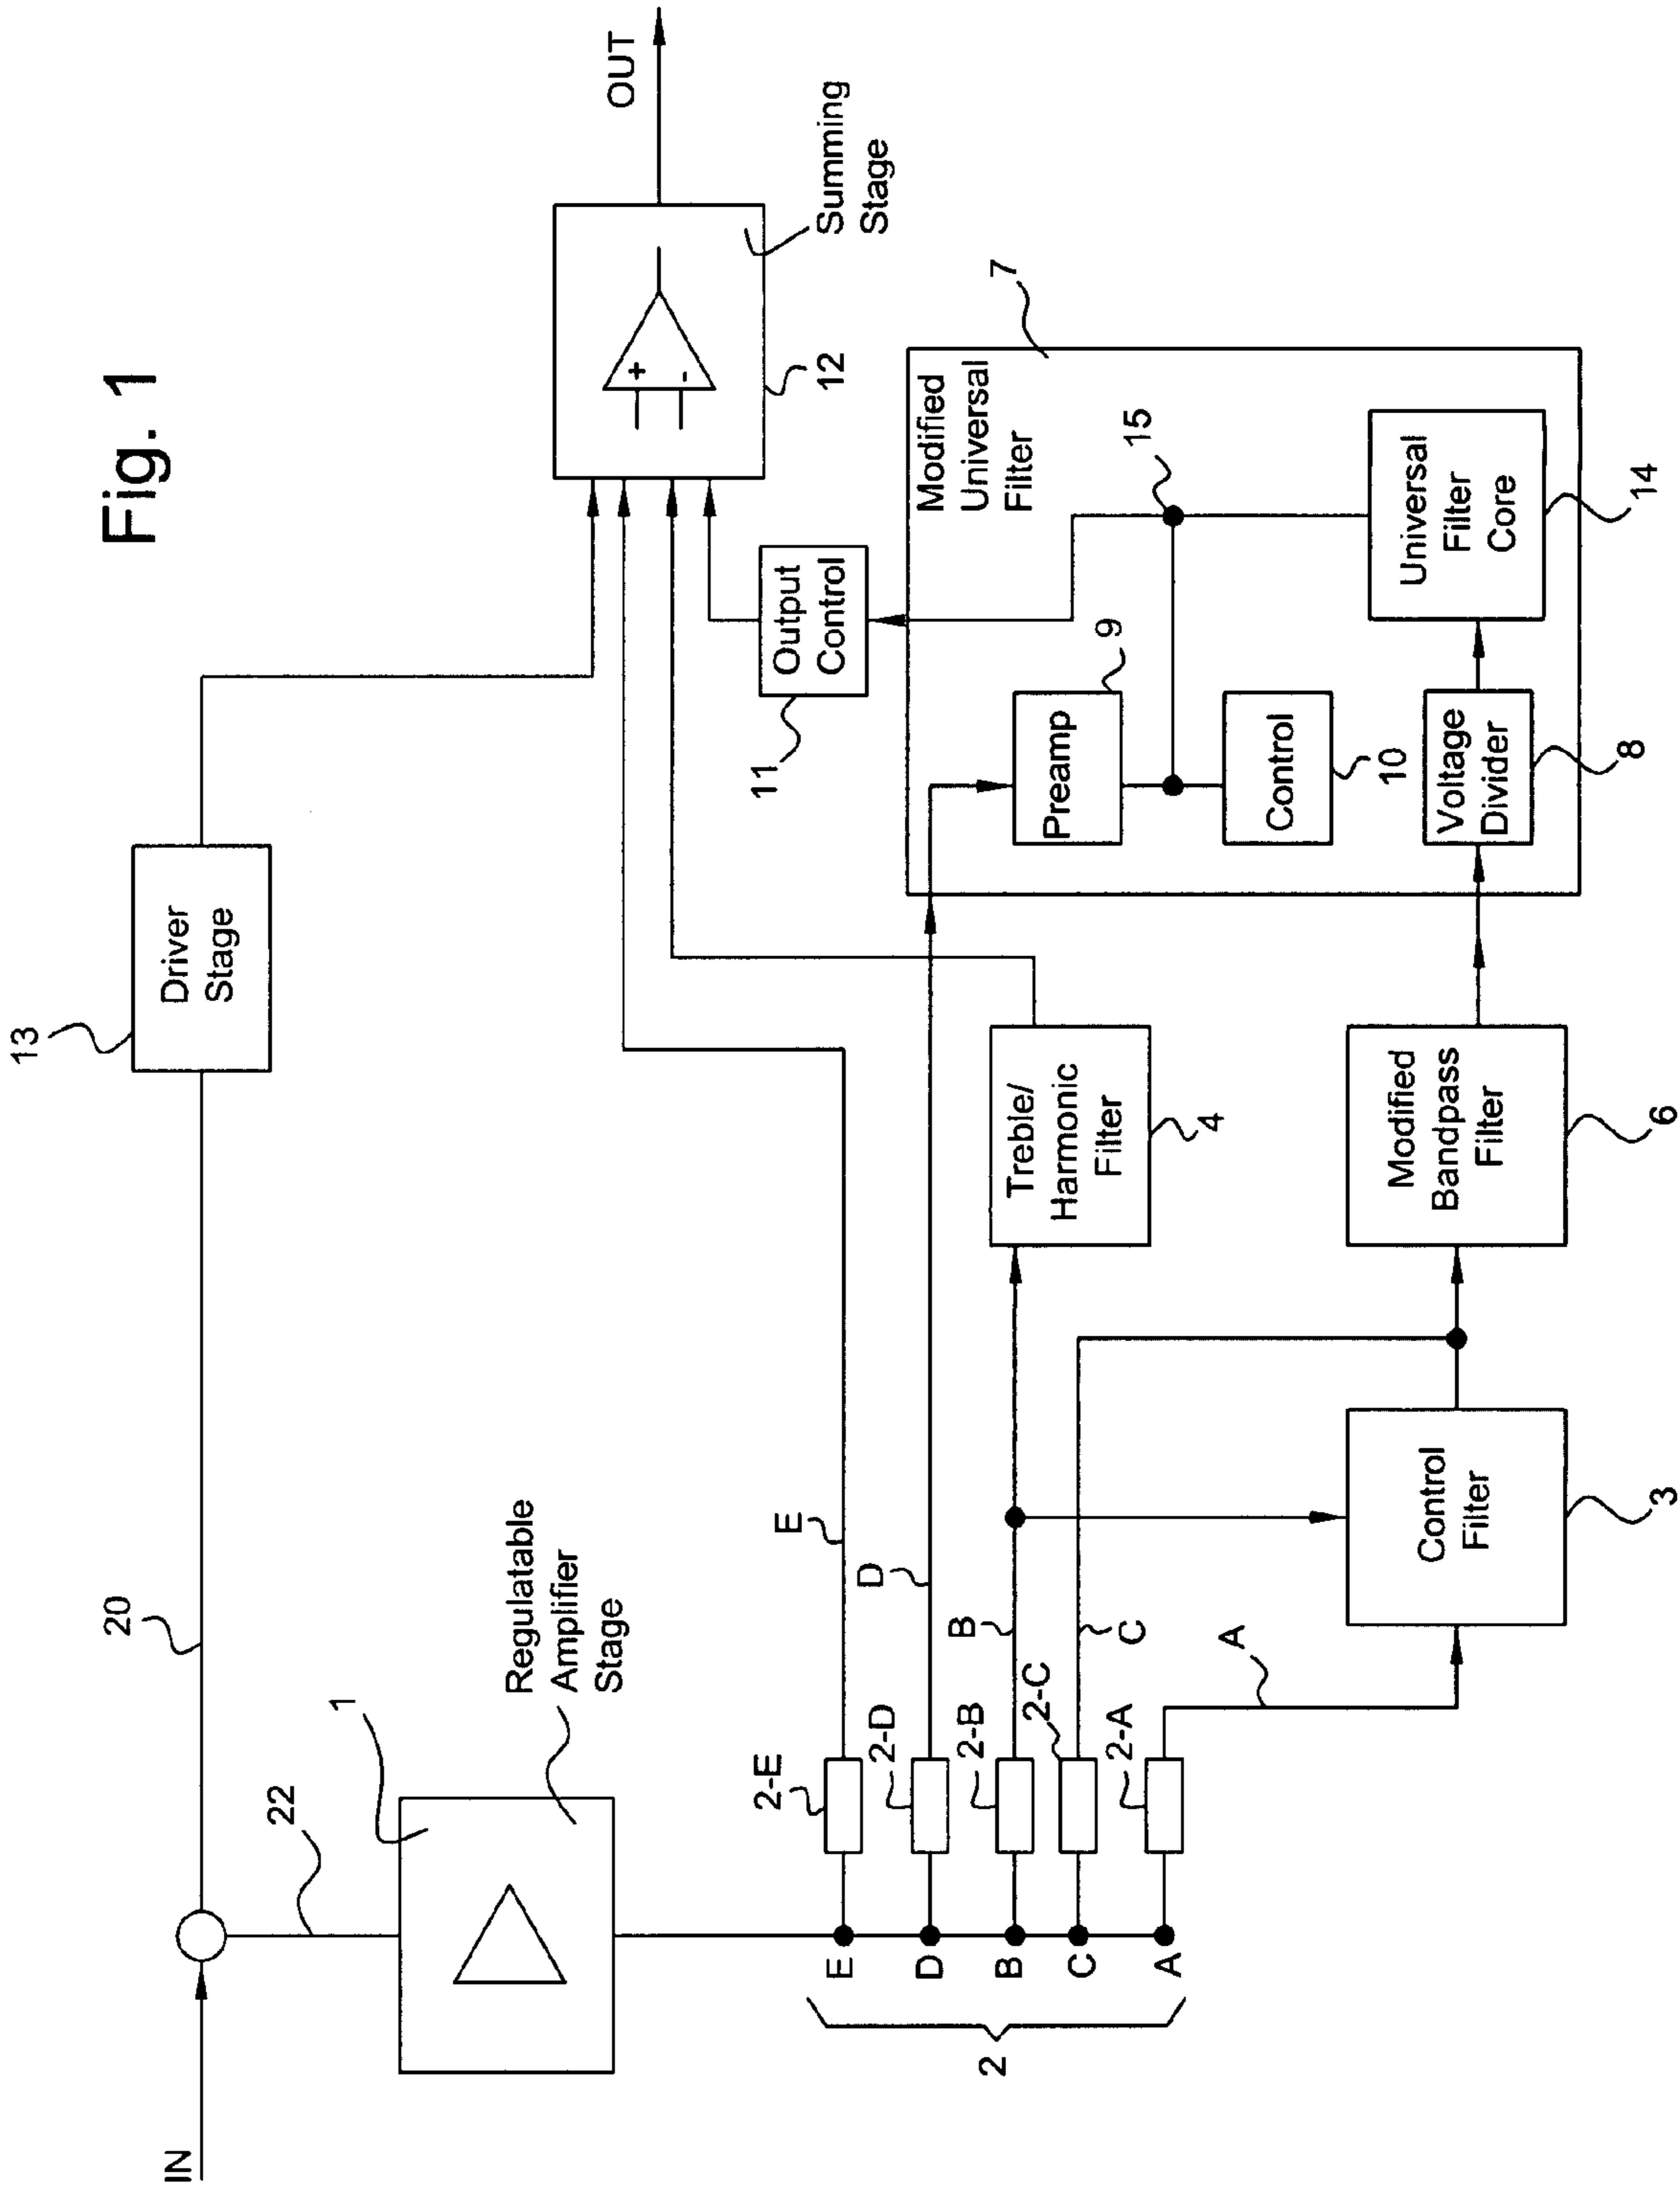 Fig. 1
IN
20
13
Driver
Stage
22
1
Regulatable
Amplifier
Stage
OUT
Summing
Stage
+
-
12
2-E
E
2-D
D
2-B
B
2-C
C
2-A
A
E
D
B
C
A
2
Treble/
Harmonic
Filter
4
Control
Filter
3
Modified
Bandpass
Filter
6
Output
Control
11
Modified
Universal
Filter
7
Preamp
9
15
Control
10
Voltage
Divider
8
Universal
Filter
Core
14